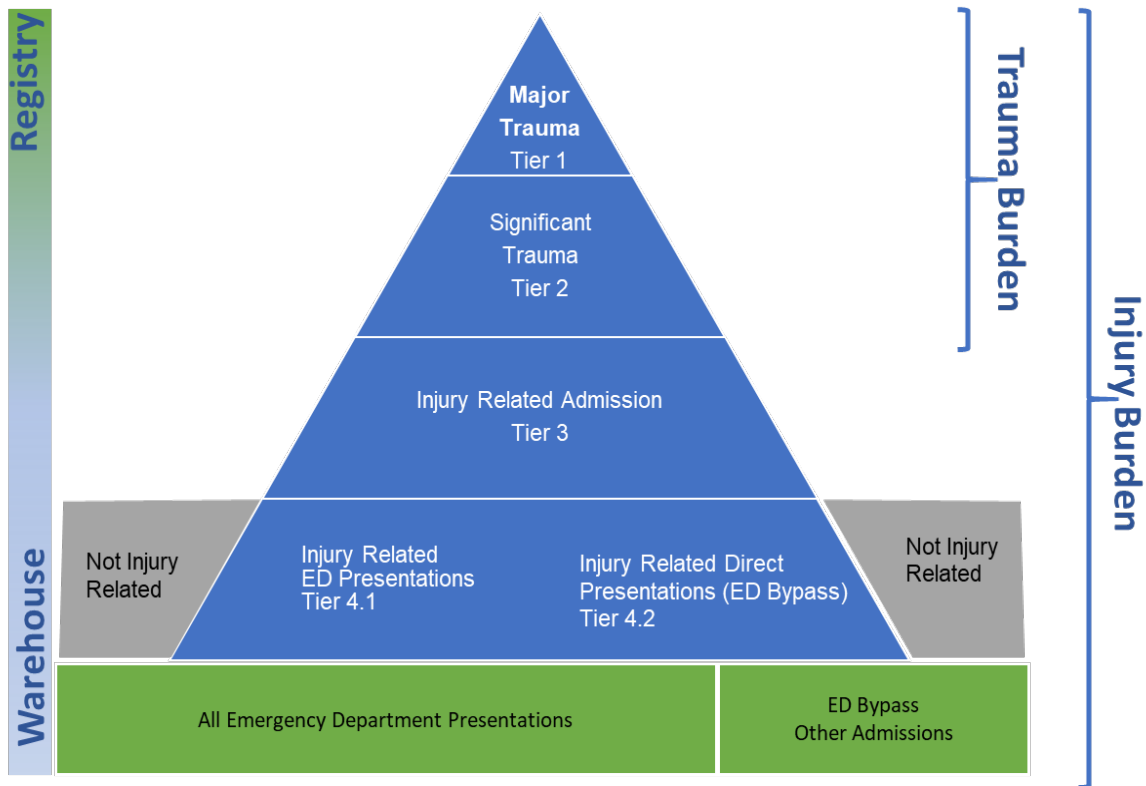 Registry
Warehouse
Major
Trauma
Tier 1
Significant
Trauma
Tier 2
Injury Related Admission
Tier 3
Not Injury
Related
Injury Related
ED Presentations
Tier 4.1
Injury Related Direct
Presentations (ED Bypass)
Tier 4.2
Not Injury
Related
All Emergency Department Presentations
ED Bypass
Other Admissions
Trauma Burden
Injury Burden